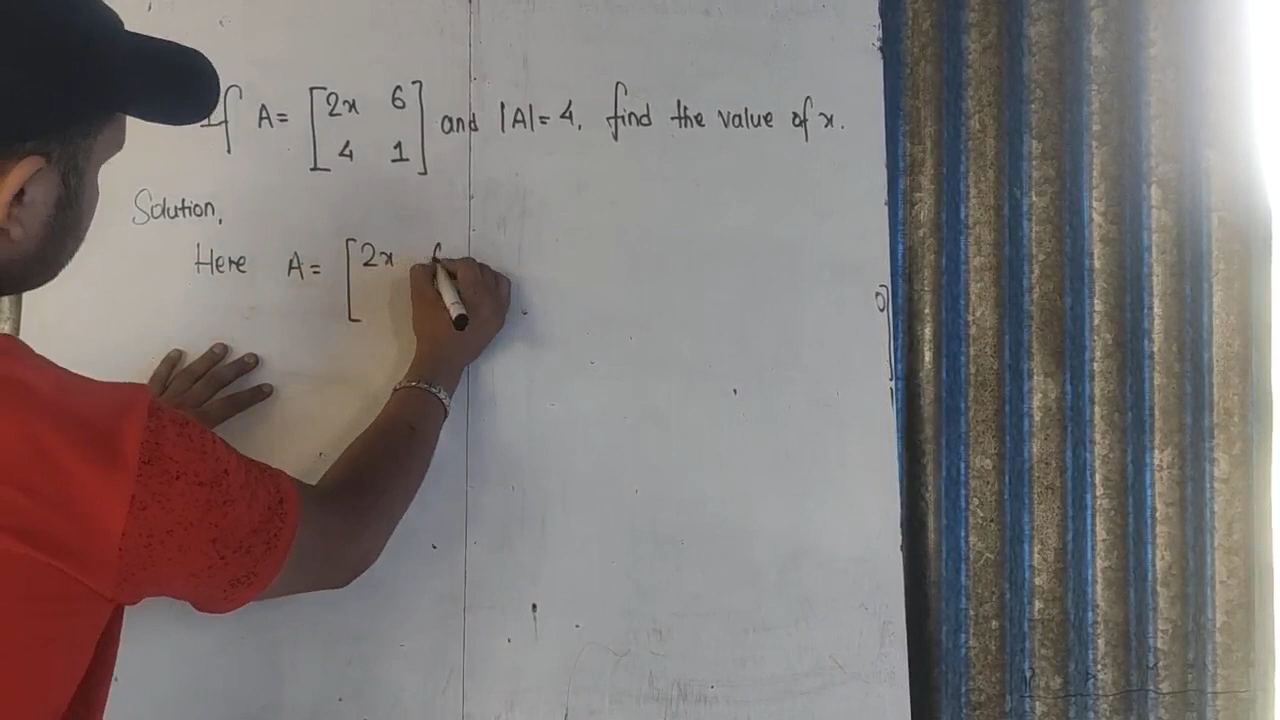 If A = [2x 6] and |A| = 4, find the value of x.
4 1
Solution,
Here A = [2x